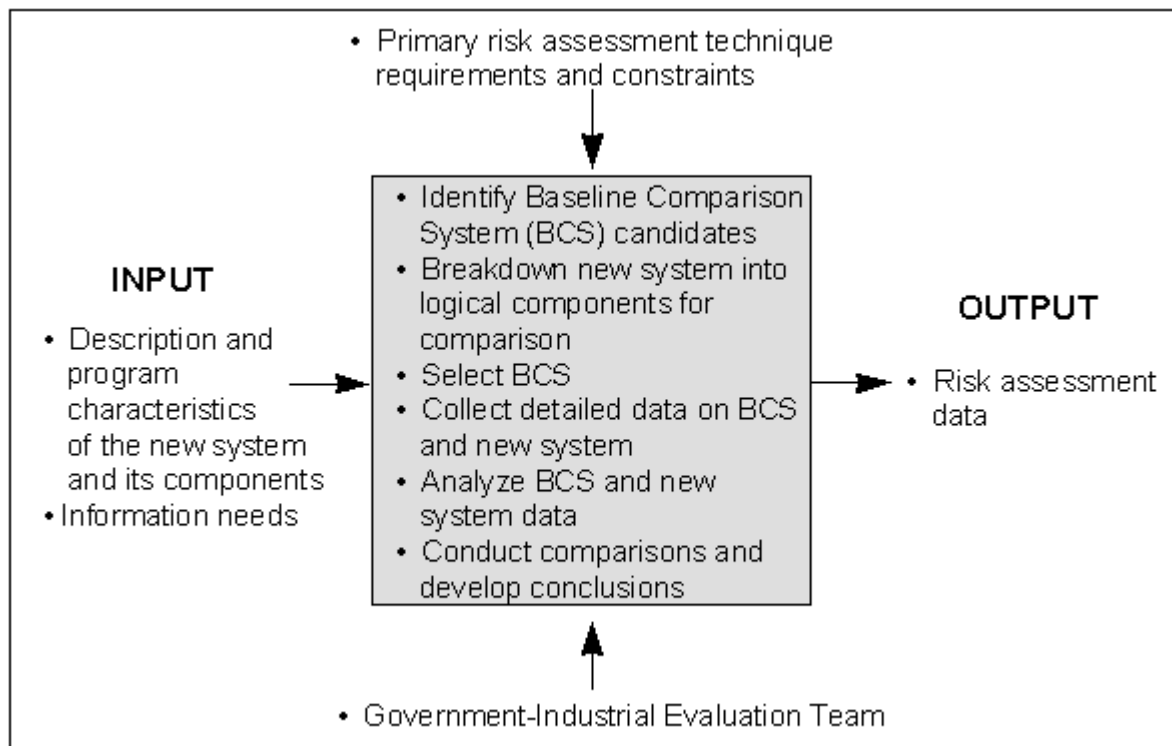 • Primary risk assessment technique
requirements and constraints
INPUT
• Description and
program
characteristics
of the new system
and its components
• Information needs
• Identify Baseline Comparison
System (BCS) candidates
• Breakdown new system into
logical components for
comparison
• Select BCS
• Collect detailed data on BCS
and new system
• Analyze BCS and new
system data
• Conduct comparisons and
develop conclusions
OUTPUT
• Risk assessment
data
• Government-Industrial Evaluation Team